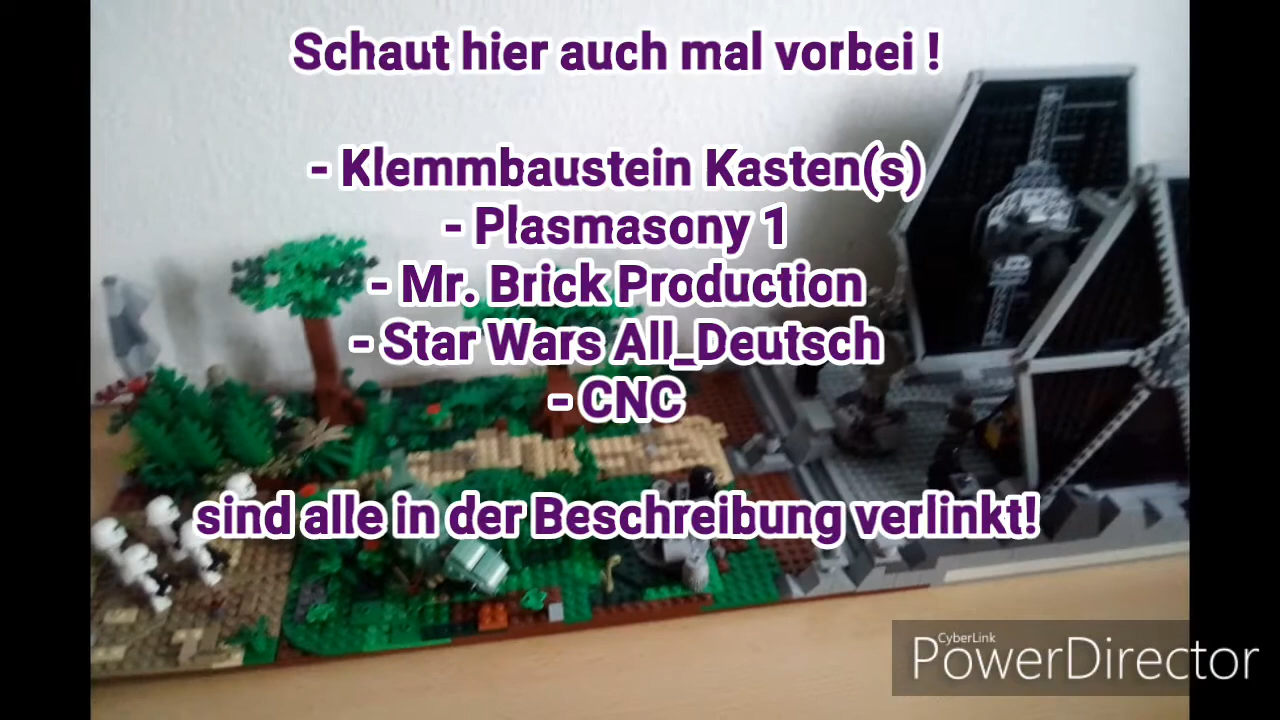 Schaut hier auch mal vorbei !
- Klemmbaustein Kasten(s)
- Plasmasony 1
- Mr. Brick Production
- Star Wars All_Deutsch
- CNC
sind alle in der Beschreibung verlinkt!
CyberLink
PowerDirector